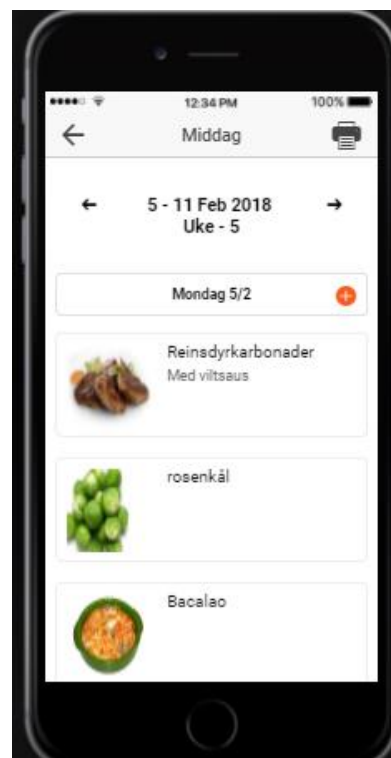 12:34 PM
100%
Middag
5 - 11 Feb 2018
Uke - 5
Mondag 5/2
Reinsdyrkarbonader
Med viltsaus
rosenkål
Bacalao